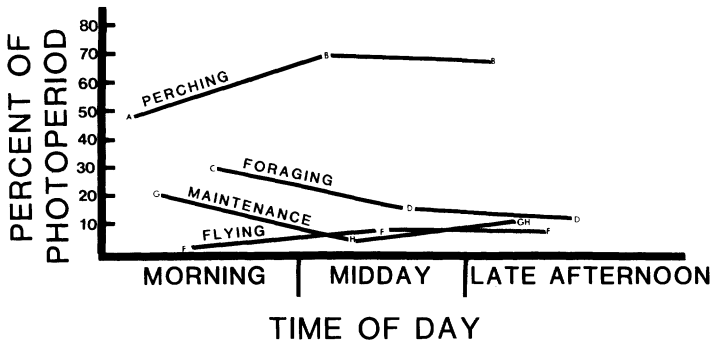 PERCENT OF
PHOTOPERIOD
80
70
60
50
40
30
20
10
A
PERCHING
B
B
C
FORAGING
D
D
G
MAINTENANCE
H
GH
FLYING
F
F
MORNING
MIDDAY
LATE AFTERNOON
TIME OF DAY